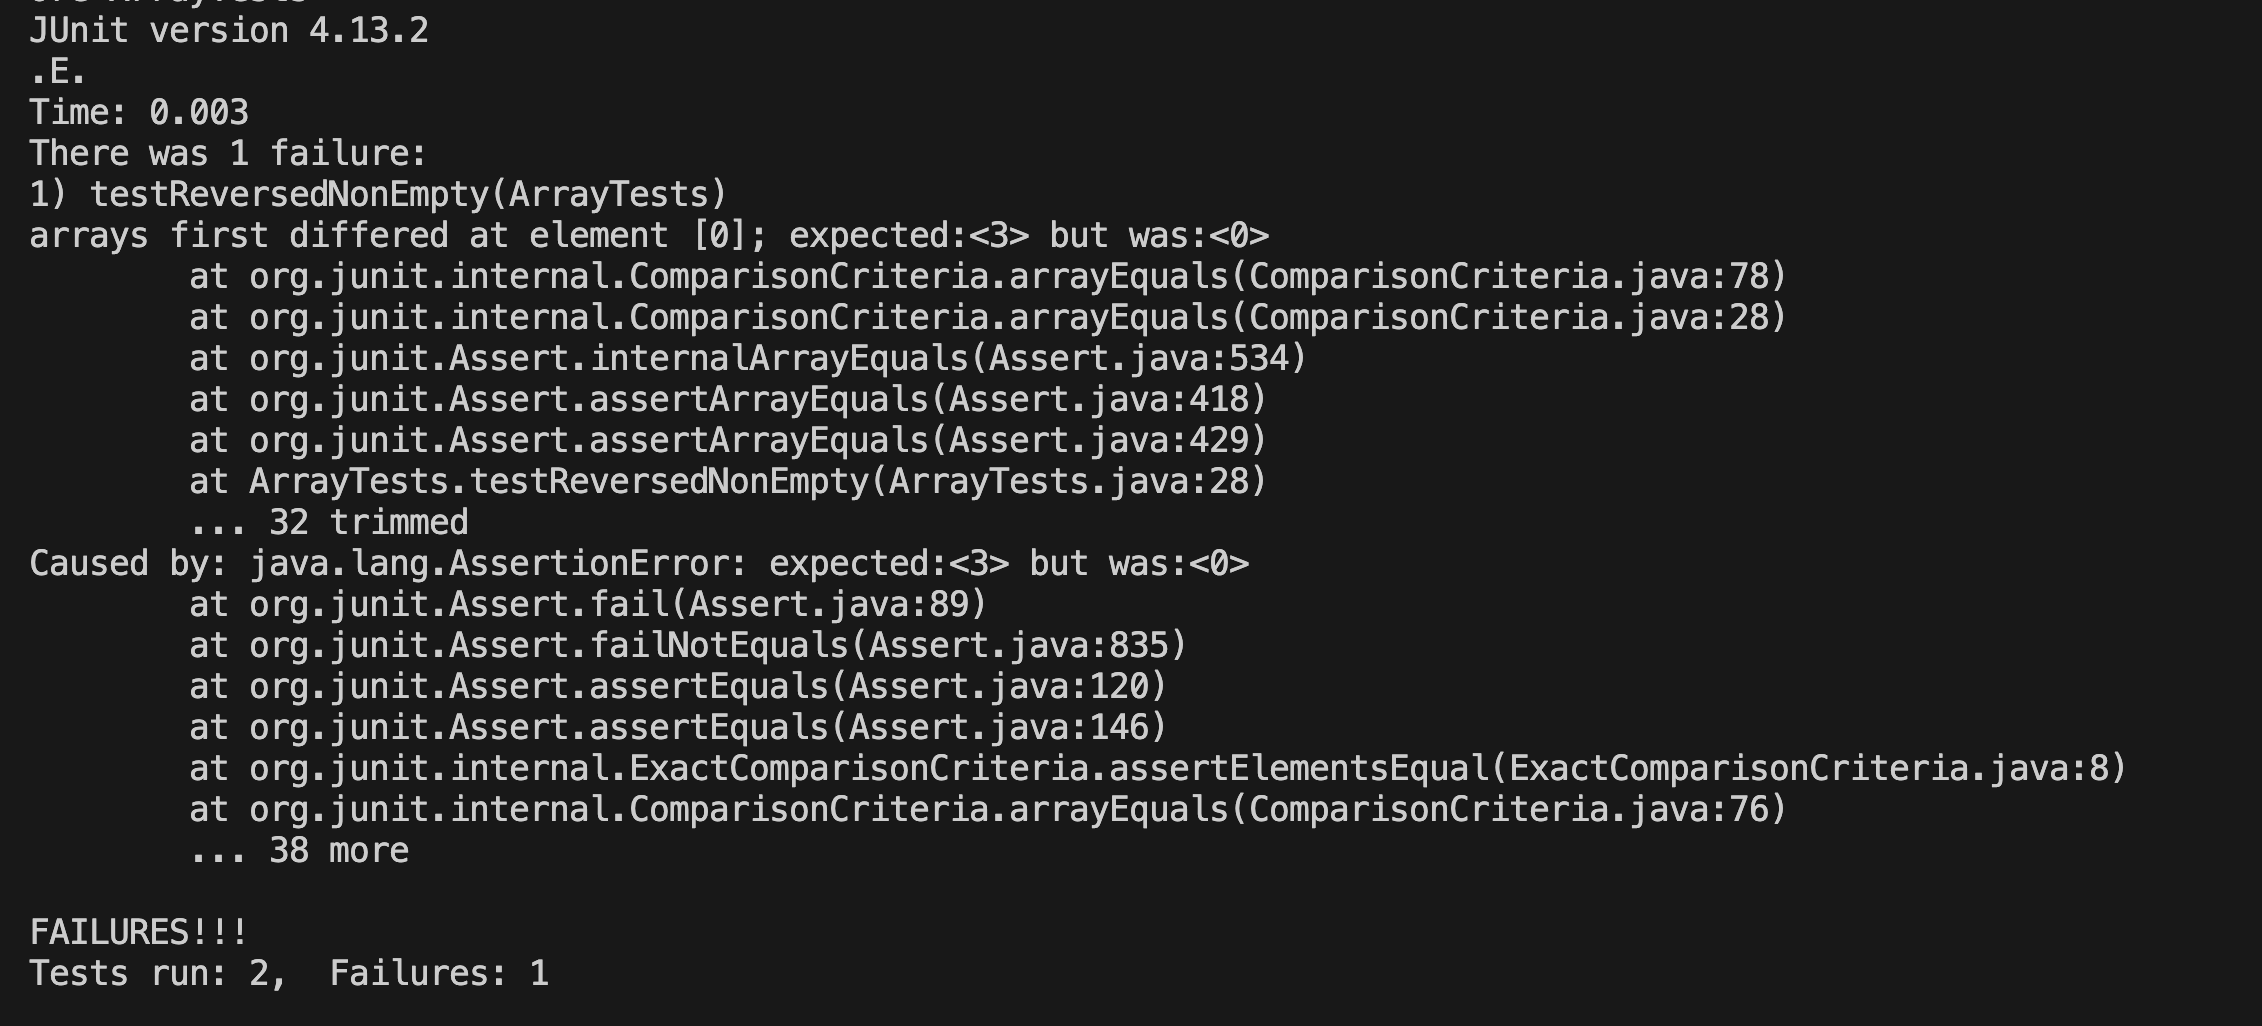 JUnit version 4.13.2
.E.
Time: 0.003
There was 1 failure:
1) testReversedNonEmpty(ArrayTests)
arrays first differed at element [0]; expected:<3> but was:<0>
        at org.junit.internal.ComparisonCriteria.arrayEquals(ComparisonCriteria.java:78)
        at org.junit.internal.ComparisonCriteria.arrayEquals(ComparisonCriteria.java:28)
        at org.junit.Assert.internalArrayEquals(Assert.java:534)
        at org.junit.Assert.assertArrayEquals(Assert.java:418)
        at org.junit.Assert.assertArrayEquals(Assert.java:429)
        at ArrayTests.testReversedNonEmpty(ArrayTests.java:28)
        ... 32 trimmed
Caused by: java.lang.AssertionError: expected:<3> but was:<0>
        at org.junit.Assert.fail(Assert.java:89)
        at org.junit.Assert.failNotEquals(Assert.java:835)
        at org.junit.Assert.assertEquals(Assert.java:120)
        at org.junit.Assert.assertEquals(Assert.java:146)
        at org.junit.internal.ExactComparisonCriteria.assertElementsEqual(ExactComparisonCriteria.java:8)
        at org.junit.internal.ComparisonCriteria.arrayEquals(ComparisonCriteria.java:76)
        ... 38 more

FAILURES!!!
Tests run: 2,  Failures: 1